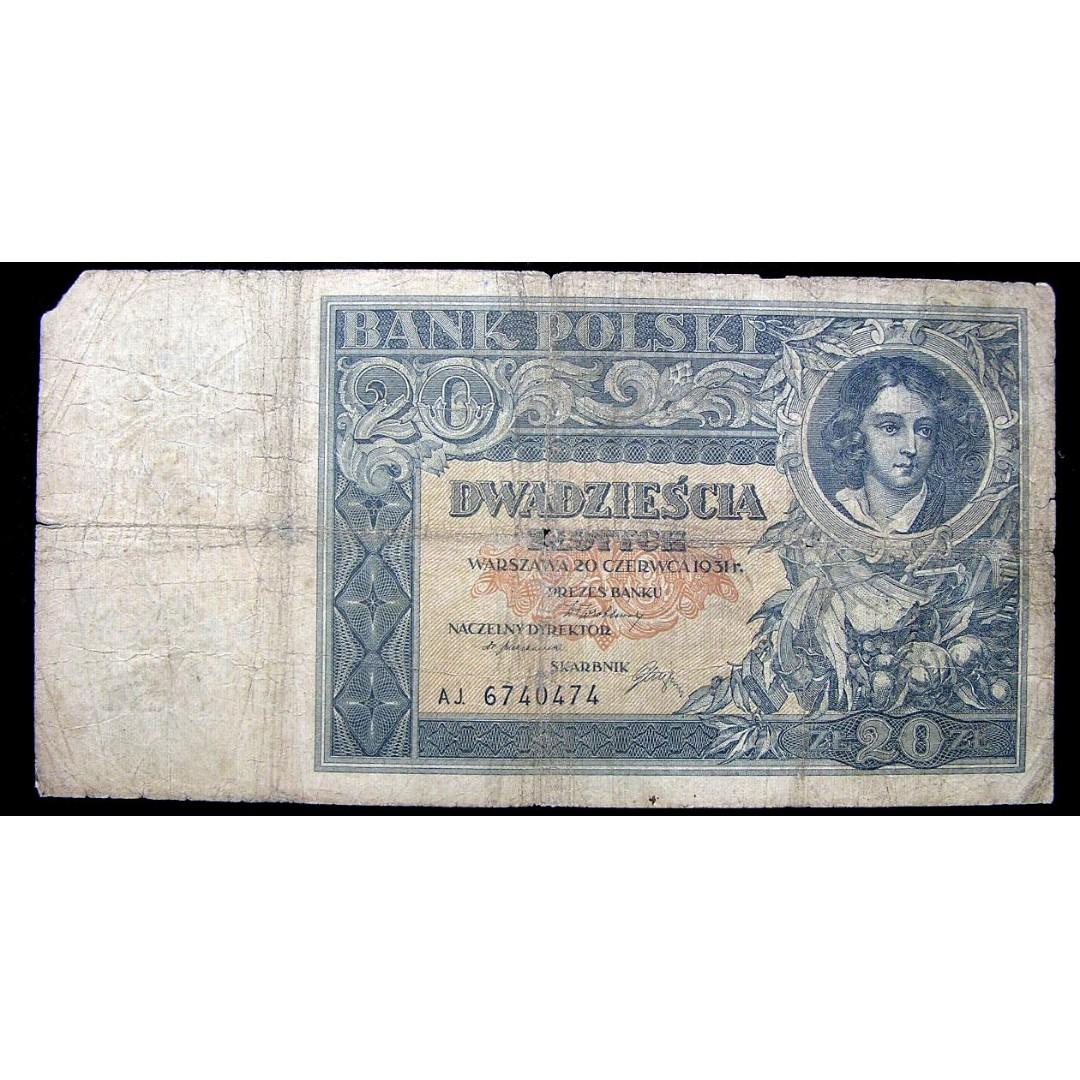 BANK POLSKI
20
DWADZIEŚCIA
ZŁOTYCH
WARSZAWA 20 CZERWCA 1931 r.
PREZES BANKU
NACZELNY DYREKTOR
SKARBNIK
AJ. 6740474
ZŁ 20 ZŁ